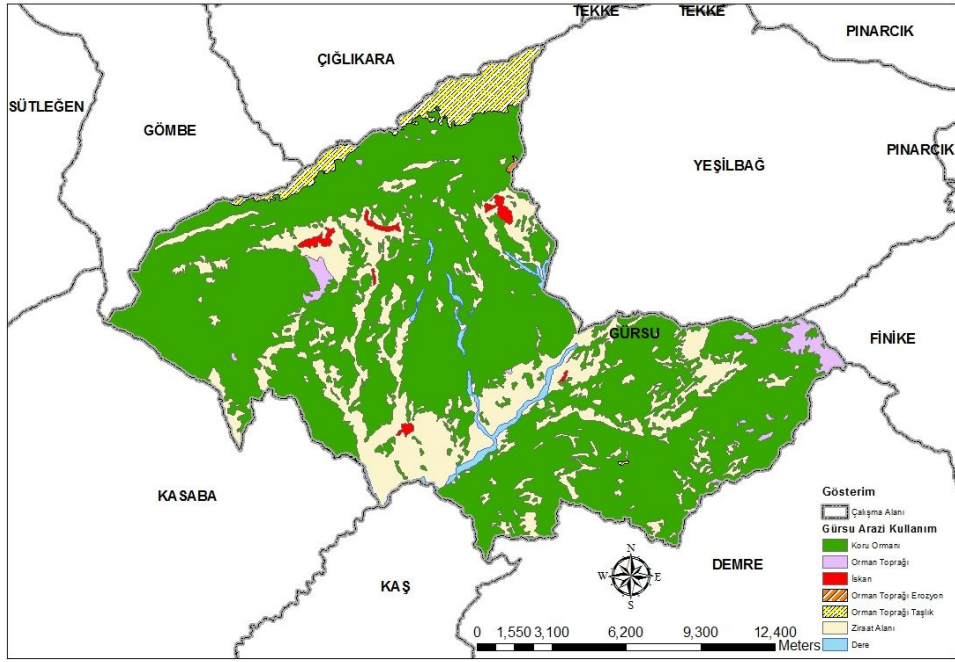 TEKKE
TEKKE
PINARCIK
ÇIĞLIKARA
SÜTLEĞEN
GÖMBE
YEŞİLBAĞ
PINARCIK
GÜRSU
FİNİKE
KASABA
KAŞ
DEMRE
N
W E
S
0 1,550 3,100 6,200 9,300 12,400
Meters
Gösterim
Çalışma Alanı
Gürsu Arazi Kullanım
Koru Ormanı
Orman Toprağı
İskan
Orman Toprağı Erozyon
Orman Toprağı Taşlık
Ziraat Alanı
Dere